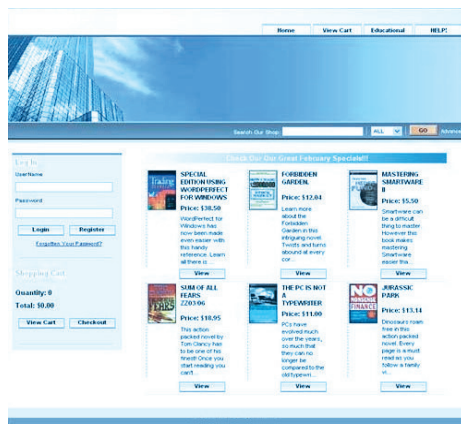 Home View Cart Educational HELP!
Search Our Shop: ALL GO Advance
Log In
UserName
Password
Login Register
Forgotten Your Password?
Shopping Cart
Quantity: 0
Total: $0.00
View Cart Checkout
Check Out Our Great February Specials!!!
SPECIAL
EDITION USING
WORDPERFECT
FOR WINDOWS
Price: $38.50
WordPerfect for
Windows has
now been made
even easier with
this handy
reference. Learn
all there is ...
View
FORBIDDEN
GARDEN.
Price: $12.04
Learn more
about the
Forbidden
Garden in this
intriguing novel.
Twists and turns
abound at every
cor ...
View
MASTERING
SMARTWARE
II
Price: $5.50
Smartware can
be a difficult
thing to master.
However this
book makes
mastering
Smartware
easier tha...
View
SUM OF ALL
FEARS
ZZ03-06
Price: $18.95
This action
packed novel by
Tom Clancy has
to be one of his
finest! Once you
start reading you
can't...
View
THE PC IS NOT
A
TYPEWRITER
Price: $11.00
PCs have
evolved much
over the years,
so much that
they can no
longer be
compared to the
old typewri...
View
NO
NONSENSE
FINANCE
JURASSIC
PARK
Price: $13.14
Dinosaurs roam
free in this
action packed
novel. Every
page is a must
read as you
follow a family
vi...
View